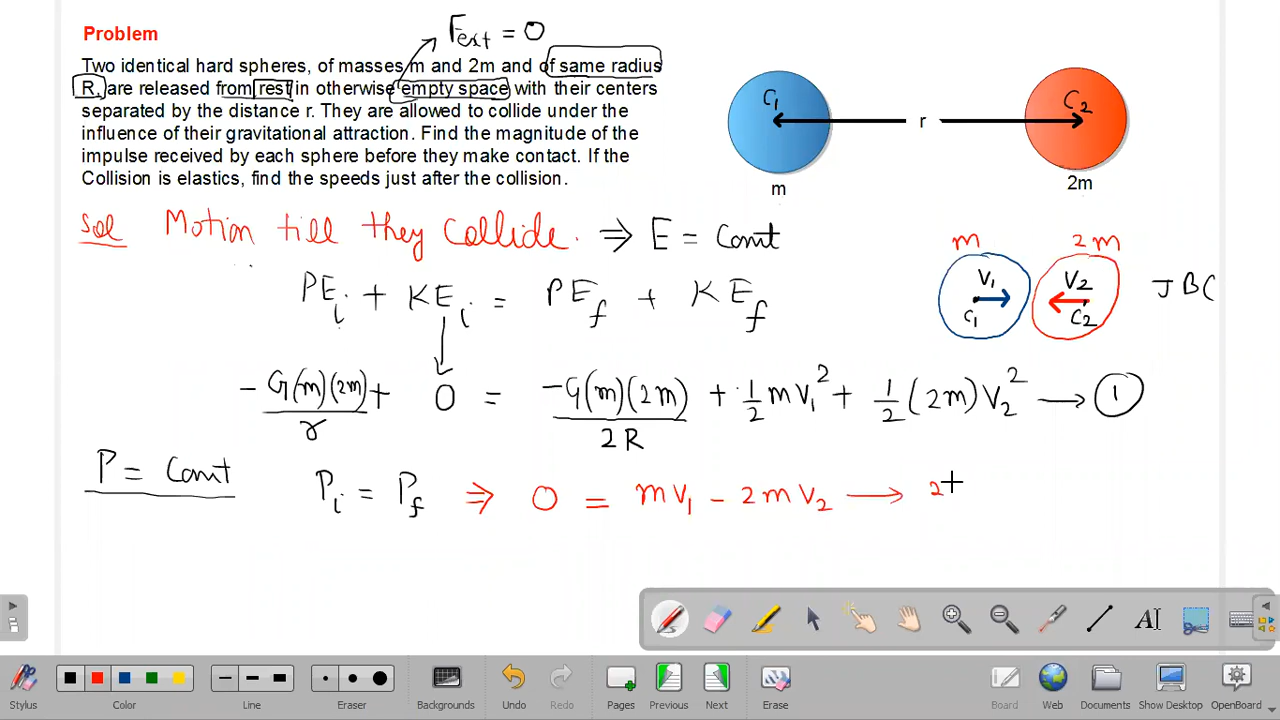 Problem
Fext = 0
Two identical hard spheres, of masses m and 2m and of same radius
R, are released from rest in otherwise empty space with their centers
separated by the distance r. They are allowed to collide under the
influence of their gravitational attraction. Find the magnitude of the
impulse received by each sphere before they make contact. If the
Collision is elastics, find the speeds just after the collision.
C1
r
C2
m
2m
Sol Motion till they collide. ⇒ E = Const
m
2m
V1
V2
C1
C2
JBC
PEi + KEi = PEf + KEf
-G(m)(2m)/r + 0 = -G(m)(2m)/2R + 1/2 mV1² + 1/2 (2m)V2² → 1
P = Const
Pi = Pf ⇒ 0 = mV1 - 2mV2 → 2
Stylus
Color
Line
Eraser
Backgrounds
Undo
Redo
Pages
Previous
Next
Erase
Board
Web
Documents
Show Desktop
OpenBoard